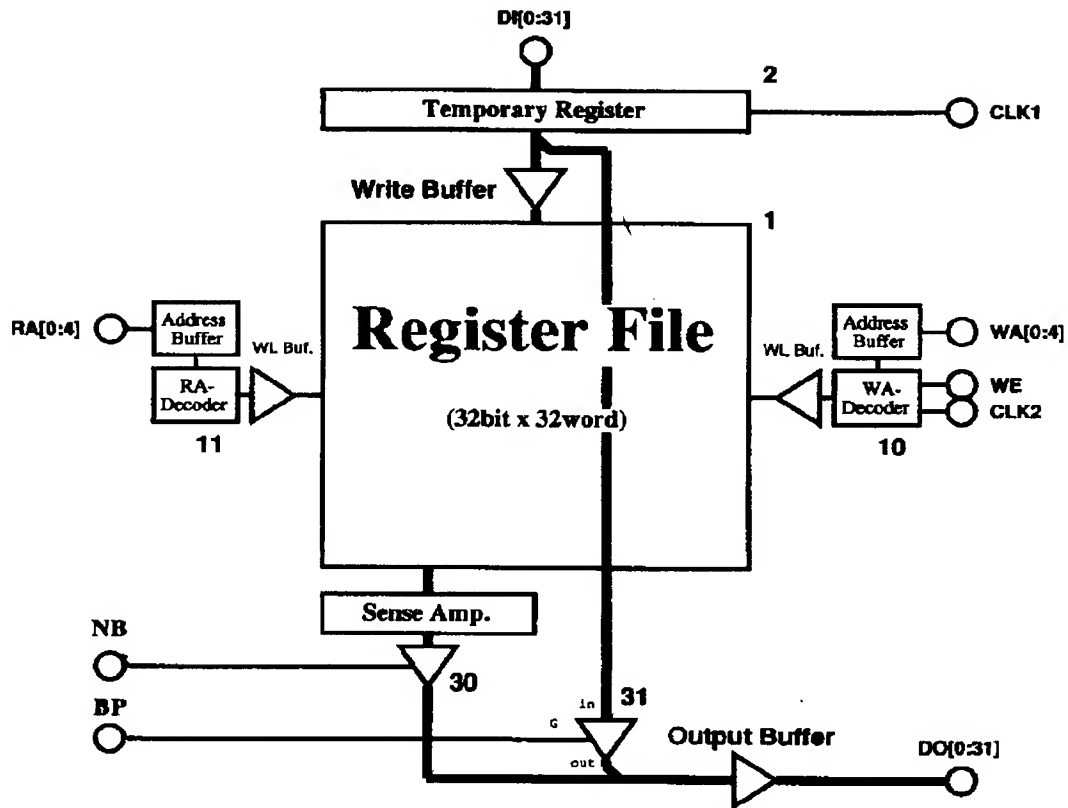 DI[0:31]
2
Temporary Register
CLK1
Write Buffer
1
RA[0:4]
Address
Buffer
WL Buf.
RA-
Decoder
11
Register File
(32bit x 32word)
WL Buf.
Address
Buffer
WA[0:4]
WA-
Decoder
WE
CLK2
10
Sense Amp.
NB
30
BP
G
in
31
out
Output Buffer
DO[0:31]